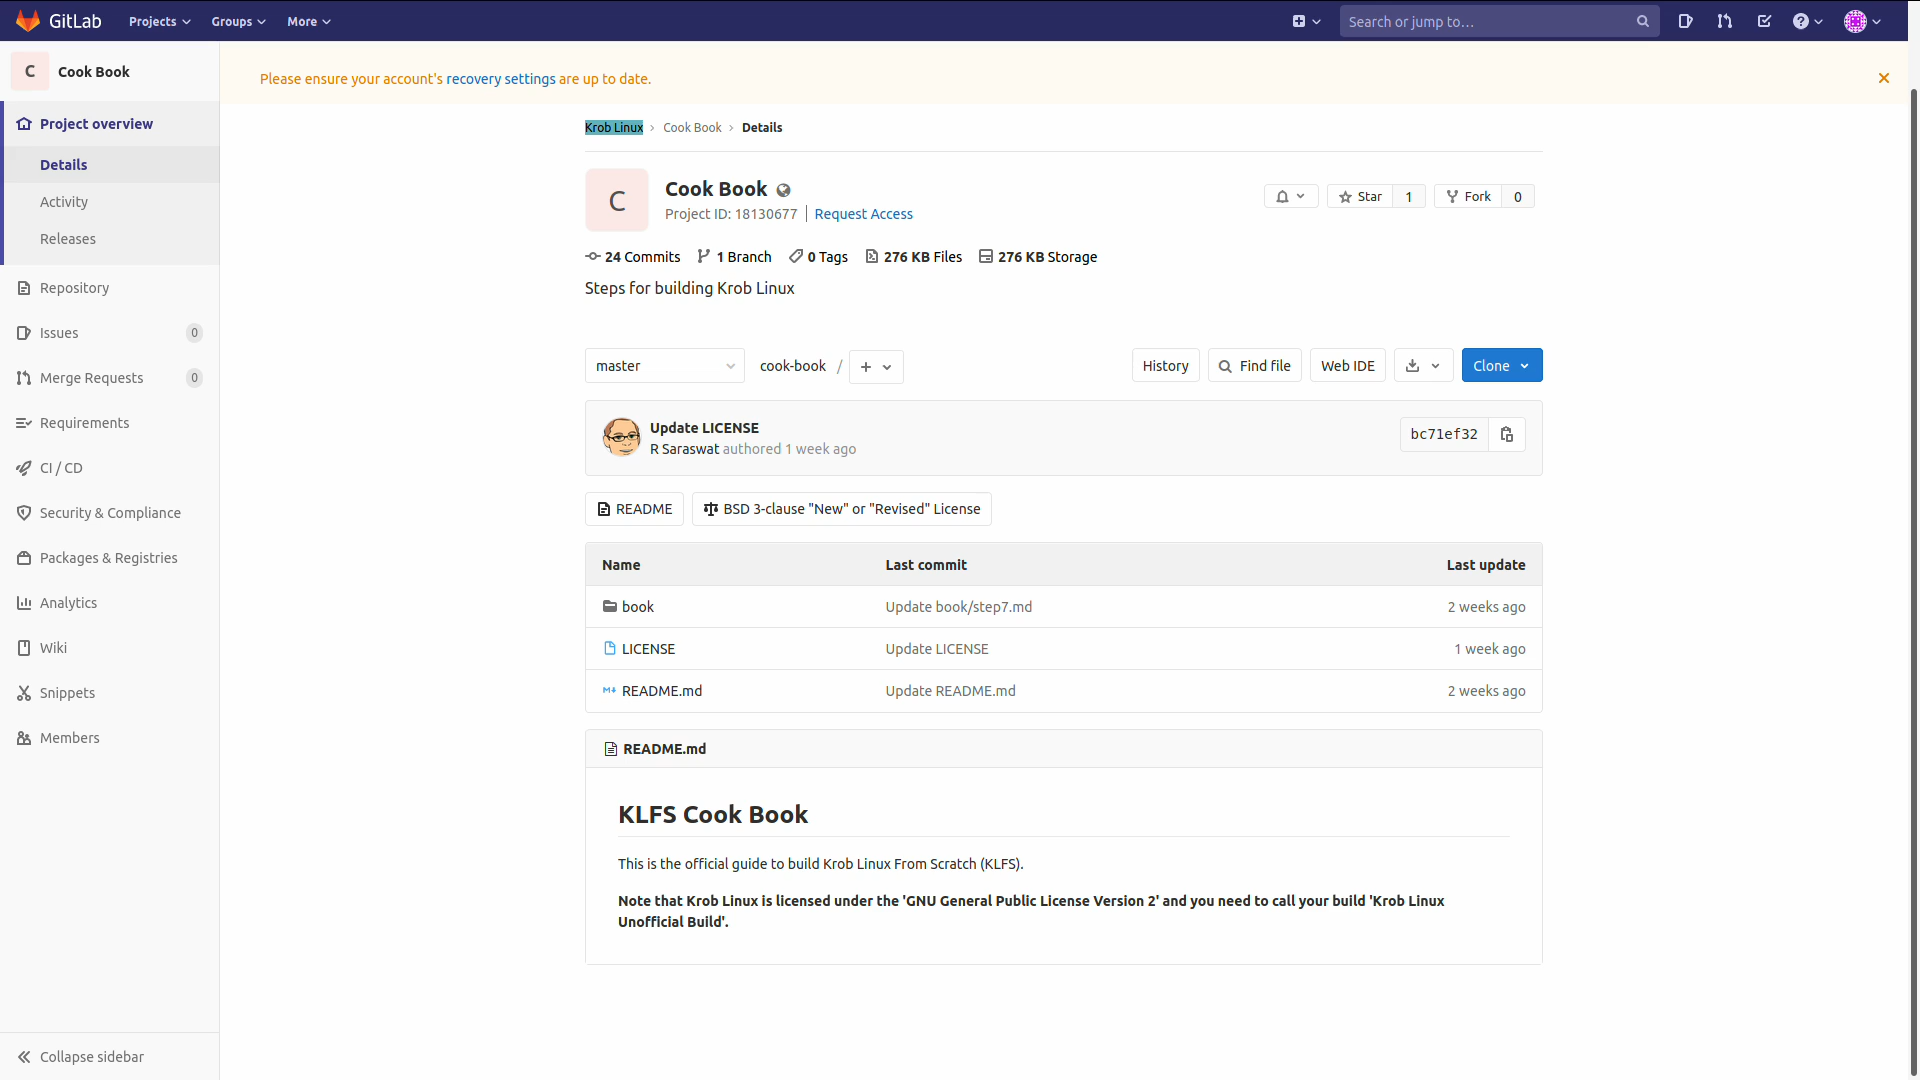 GitLab Projects Groups More Search or jump to…
C Cook Book
Please ensure your account's recovery settings are up to date.
Project overview
Details
Activity
Releases
Repository
Issues 0
Merge Requests 0
Requirements
CI / CD
Security & Compliance
Packages & Registries
Analytics
Wiki
Snippets
Members
Collapse sidebar
Krob Linux › Cook Book › Details
C
Cook Book
Project ID: 18130677 | Request Access
Star 1 Fork 0
24 Commits 1 Branch 0 Tags 276 KB Files 276 KB Storage
Steps for building Krob Linux
master cook-book / + History Find file Web IDE Clone
Update LICENSE
R Saraswat authored 1 week ago
bc71ef32
README BSD 3-clause "New" or "Revised" License
Name Last commit Last update
book Update book/step7.md 2 weeks ago
LICENSE Update LICENSE 1 week ago
README.md Update README.md 2 weeks ago
README.md
KLFS Cook Book
This is the official guide to build Krob Linux From Scratch (KLFS).
Note that Krob Linux is licensed under the 'GNU General Public License Version 2' and you need to call your build 'Krob Linux
Unofficial Build'.